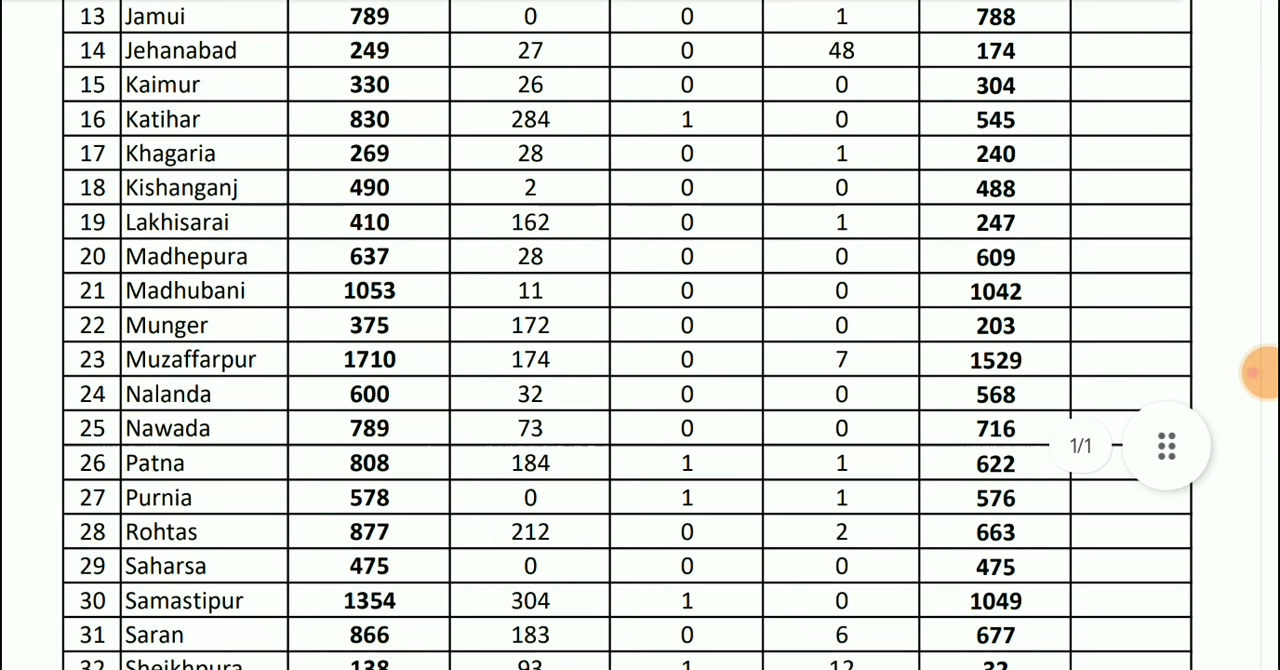 13 Jamui 789 0 0 1 788
14 Jehanabad 249 27 0 48 174
15 Kaimur 330 26 0 0 304
16 Katihar 830 284 1 0 545
17 Khagaria 269 28 0 1 240
18 Kishanganj 490 2 0 0 488
19 Lakhisarai 410 162 0 1 247
20 Madhepura 637 28 0 0 609
21 Madhubani 1053 11 0 0 1042
22 Munger 375 172 0 0 203
23 Muzaffarpur 1710 174 0 7 1529
24 Nalanda 600 32 0 0 568
25 Nawada 789 73 0 0 716
1/1
26 Patna 808 184 1 1 622
27 Purnia 578 0 1 1 576
28 Rohtas 877 212 0 2 663
29 Saharsa 475 0 0 0 475
30 Samastipur 1354 304 1 0 1049
31 Saran 866 183 0 6 677
32 Sheikhpura 138 93 1 12 32